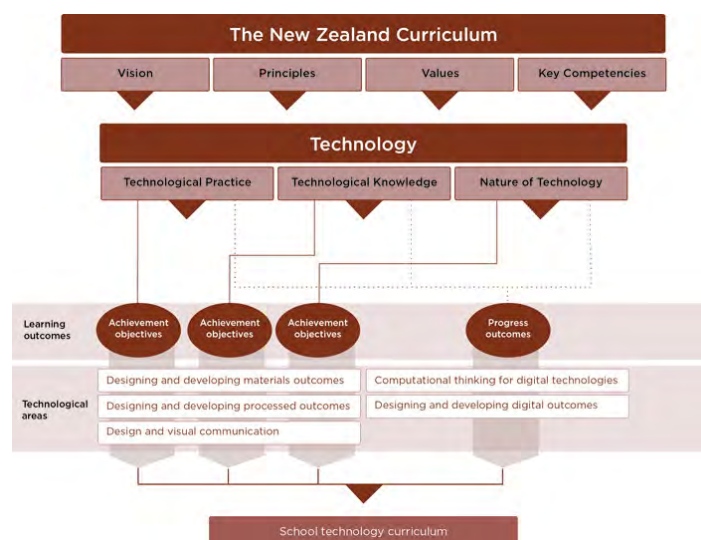 The New Zealand Curriculum
Vision
Principles
Values
Key Competencies
Technology
Technological Practice
Technological Knowledge
Nature of Technology
Learning
outcomes
Achievement
objectives
Achievement
objectives
Achievement
objectives
Progress
outcomes
Technological
areas
Designing and developing materials outcomes
Computational thinking for digital technologies
Designing and developing processed outcomes
Designing and developing digital outcomes
Design and visual communication
School technology curriculum